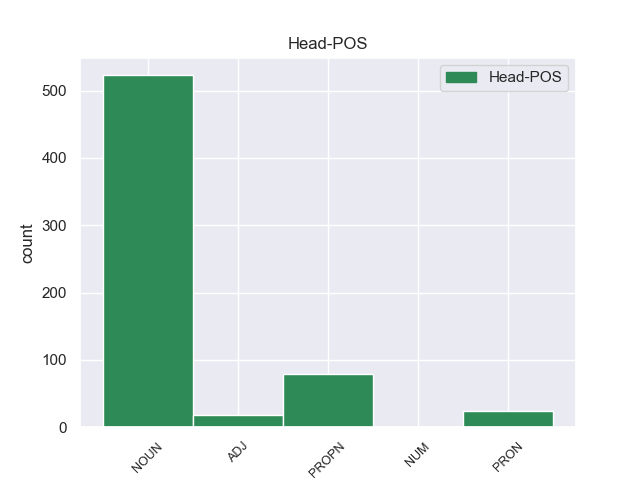 Head-POS
Head-POS
500
400
300
200
100
0
count
NOUN
ADJ
PROPN
NUM
PRON